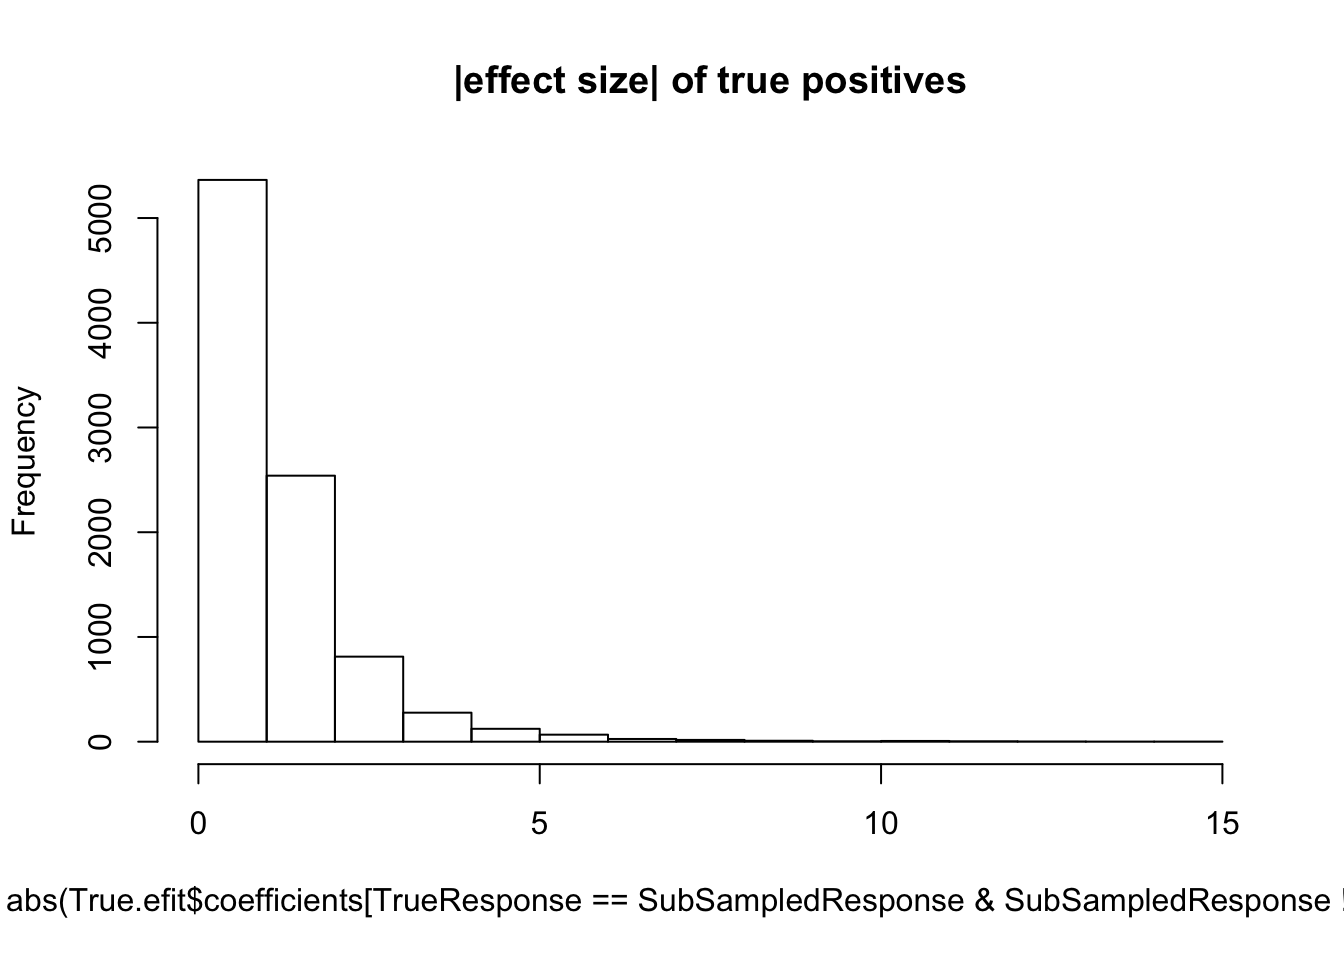 |effect size| of true positives
Frequency
5000
4000
3000
2000
1000
0
0 5 10 15
abs(True.efit$coefficients[TrueResponse == SubSampledResponse & SubSampledResponse !